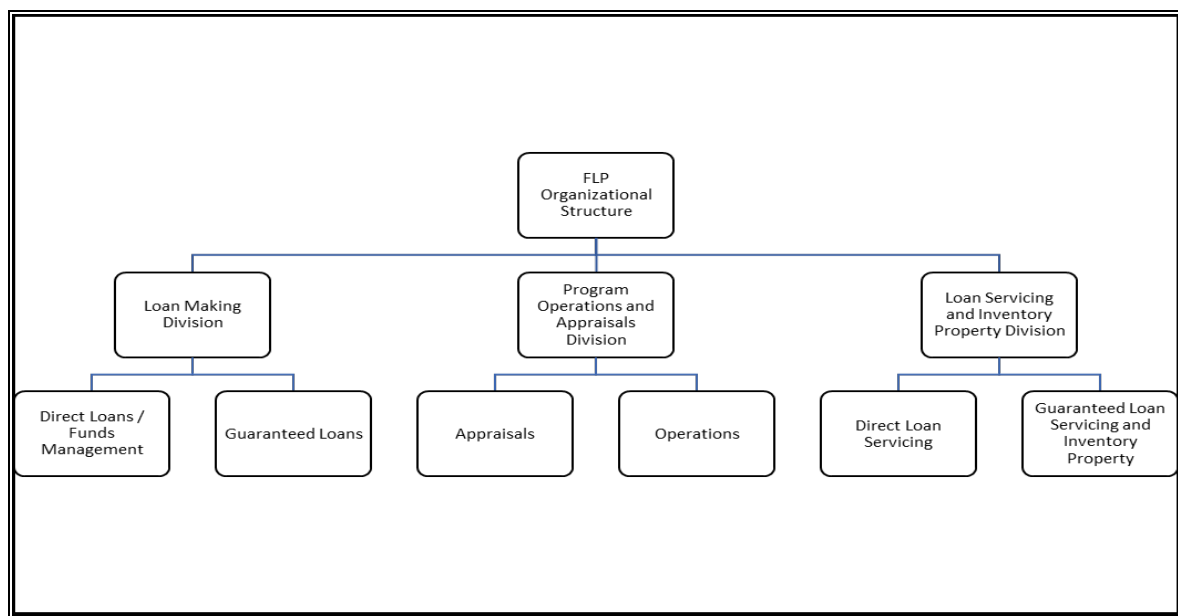 FLP
Organizational
Structure
Loan Making
Division
Program
Operations and
Appraisals
Division
Loan Servicing
and Inventory
Property Division
Direct Loans /
Funds
Management
Guaranteed Loans
Appraisals
Operations
Direct Loan
Servicing
Guaranteed Loan
Servicing and
Inventory
Property